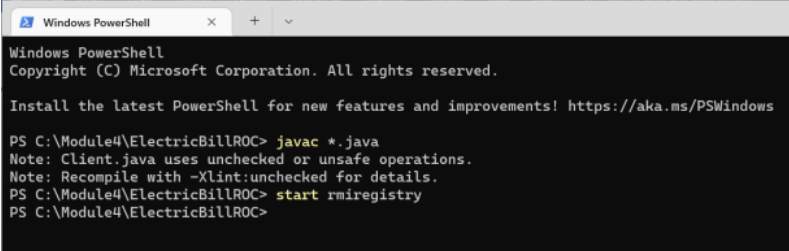 Windows PowerShell
Windows PowerShell
Copyright (C) Microsoft Corporation. All rights reserved.
Install the latest PowerShell for new features and improvements! https://aka.ms/PSWindows
PS C:\Module4\ElectricBillROC> javac *.java
Note: Client.java uses unchecked or unsafe operations.
Note: Recompile with -Xlint:unchecked for details.
PS C:\Module4\ElectricBillROC> start rmiregistry
PS C:\Module4\ElectricBillROC>